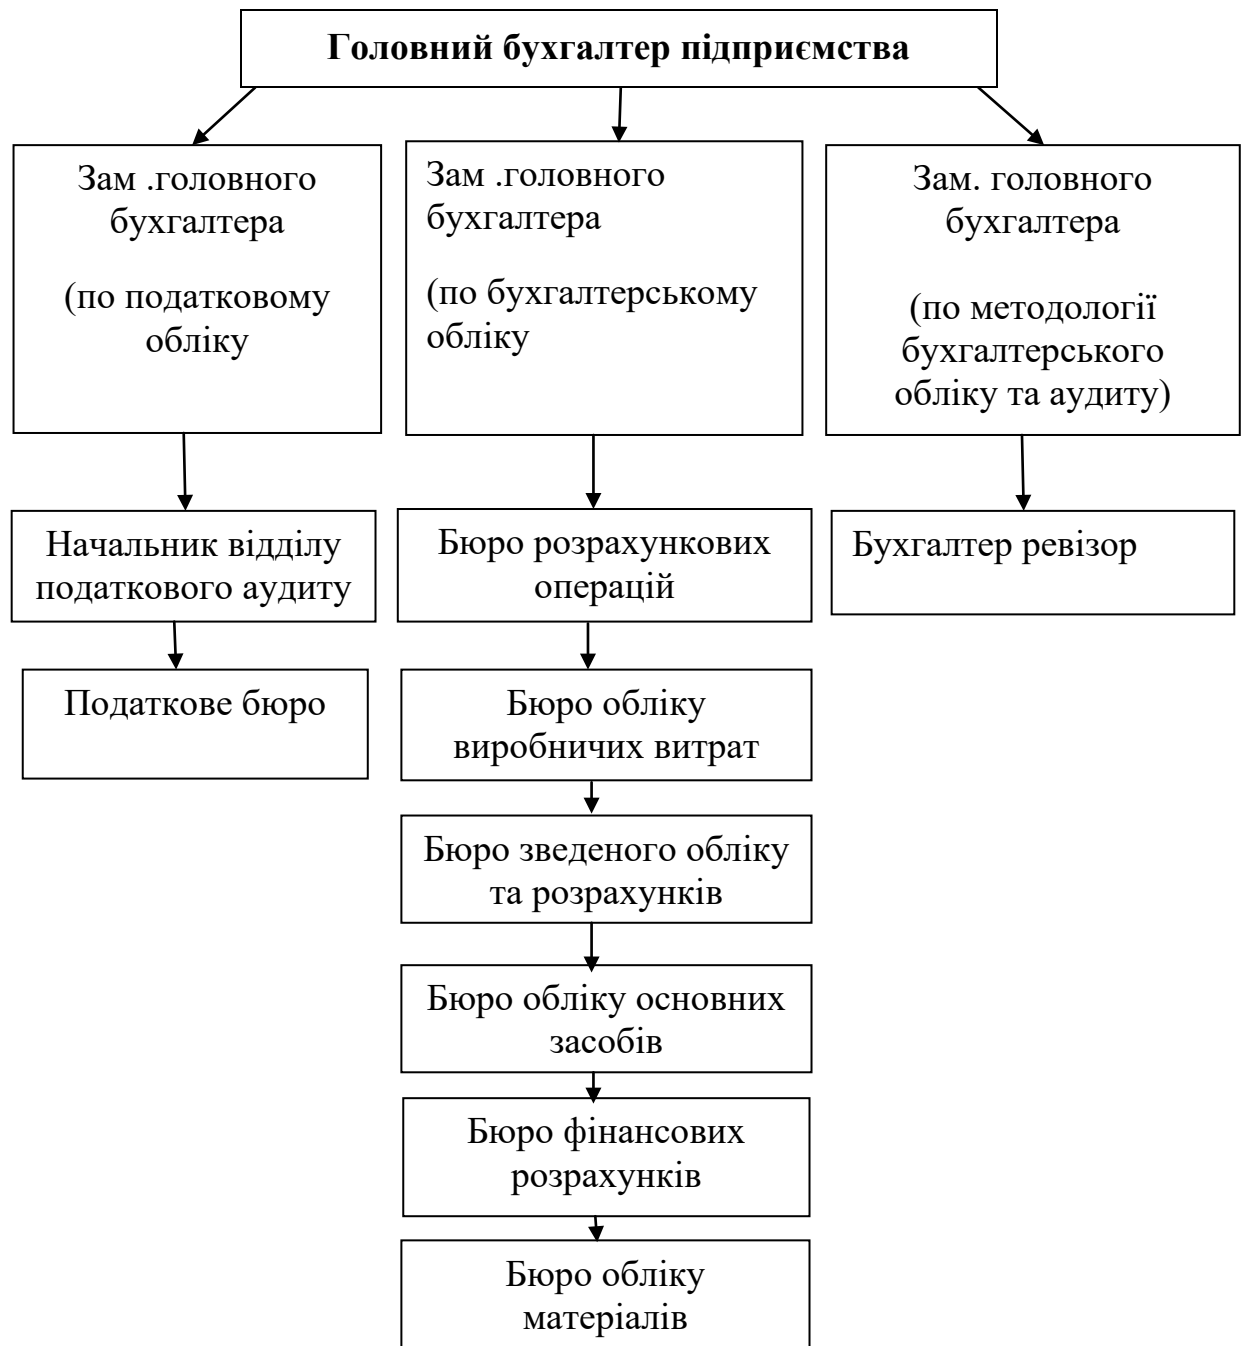 Головний бухгалтер підприємства
Зам .головного
бухгалтера
(по податковому
обліку
Зам .головного
бухгалтера
(по бухгалтерському
обліку
Зам. головного
бухгалтера
(по методології
бухгалтерського
обліку та аудиту)
Начальник відділу
податкового аудиту
Бюро розрахункових
операцій
Бухгалтер ревізор
Податкове бюро
Бюро обліку
виробничих витрат
Бюро зведеного обліку
та розрахунків
Бюро обліку основних
засобів
Бюро фінансових
розрахунків
Бюро обліку
матеріалів